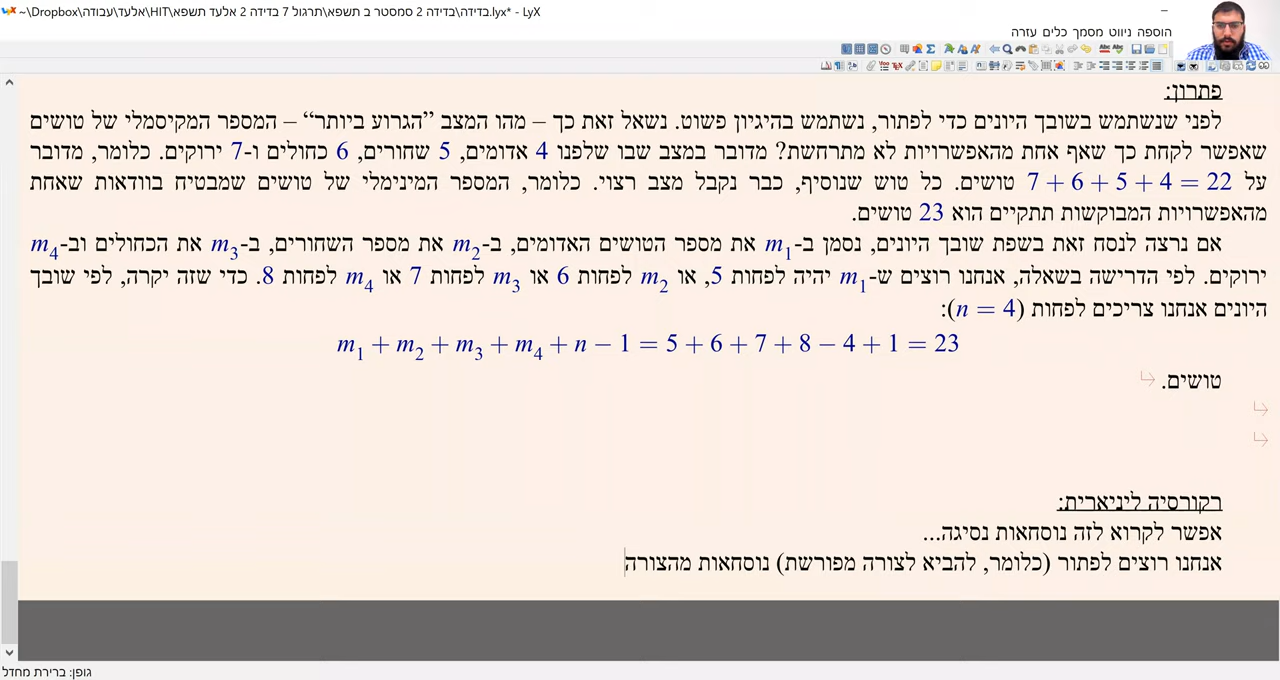 ~\Dropbox\עבודה\אלעד\HIT\תרגול 7 בדידה 2 אלעד תשפא\בדידה 2 סמסטר ב תשפא\בדידה.lyx* - LyX
הוספה ניווט מסמך כלים עזרה
פתרון:
לפני שנשתמש בשובך היונים כדי לפתור, נשתמש בהיגיון פשוט. נשאל זאת כך – מהו המצב ”הגרוע ביותר“ – המספר המקיסמלי של טושים
שאפשר לקחת כך שאף אחת מהאפשרויות לא מתרחשת? מדובר במצב שבו שלפנו 4 אדומים, 5 שחורים, 6 כחולים ו-7 ירוקים. כלומר, מדובר
על 7 + 6 + 5 + 4 = 22 טושים. כל טוש שנוסיף, כבר נקבל מצב רצוי. כלומר, המספר המינימלי של טושים שמבטיח בוודאות שאחת
מהאפשרויות המבוקשות תתקיים הוא 23 טושים.
אם נרצה לנסח זאת בשפת שובך היונים, נסמן ב-m₁ את מספר הטושים האדומים, ב-m₂ את מספר השחורים, ב-m₃ את הכחולים וב-m₄
ירוקים. לפי הדרישה בשאלה, אנחנו רוצים ש-m₁ יהיה לפחות 5, או m₂ לפחות 6 או m₃ לפחות 7 או m₄ לפחות 8. כדי שזה יקרה, לפי שובך
היונים אנחנו צריכים לפחות (n = 4):
m₁ + m₂ + m₃ + m₄ + n − 1 = 5 + 6 + 7 + 8 − 4 + 1 = 23
טושים.
רקורסיה ליניארית:
אפשר לקרוא לזה נוסחאות נסיגה...
אנחנו רוצים לפתור (כלומר, להביא לצורה מפורשת) נוסחאות מהצורה
גופן: ברירת מחדל